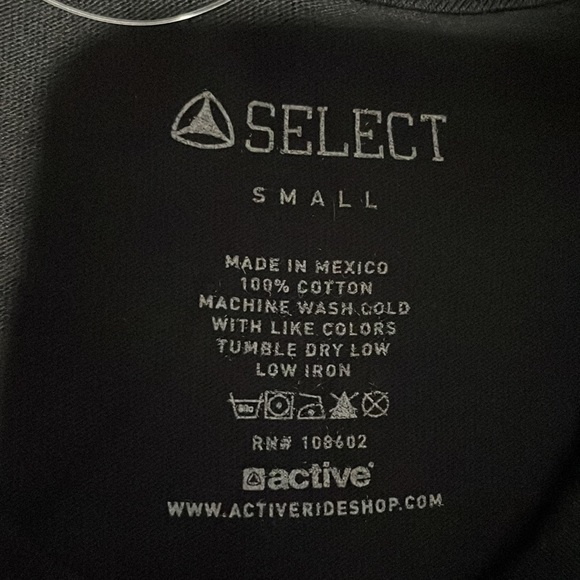 SELECT
SMALL
MADE IN MEXICO
100% COTTON
MACHINE WASH COLD
WITH LIKE COLORS
TUMBLE DRY LOW
LOW IRON
RN# 108602
active
WWW.ACTIVERIDESHOP.COM